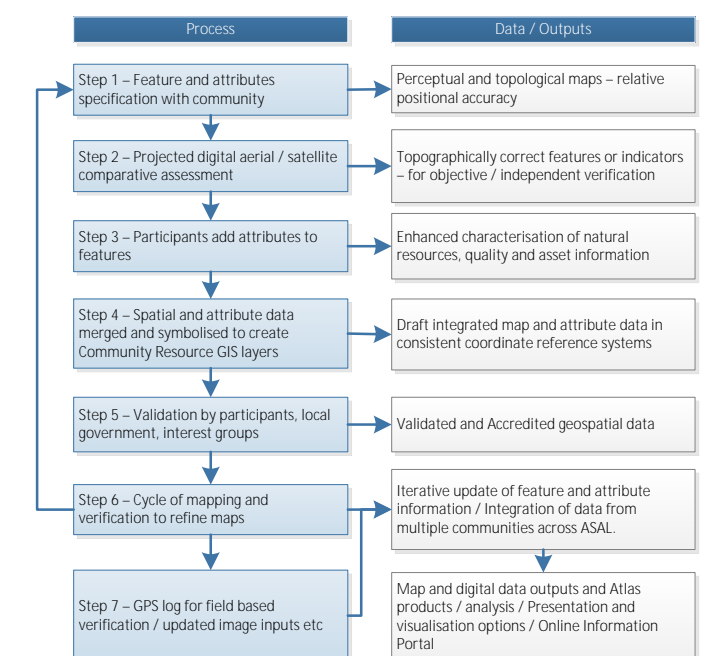 Process
Data / Outputs
Step 1 – Feature and attributes
specification with community
Perceptual and topological maps – relative
positional accuracy
Step 2 – Projected digital aerial / satellite
comparative assessment
Topographically correct features or indicators
– for objective / independent verification
Step 3 – Participants add attributes to
features
Enhanced characterisation of natural
resources, quality and asset information
Step 4 – Spatial and attribute data
merged and symbolised to create
Community Resource GIS layers
Draft integrated map and attribute data in
consistent coordinate reference systems
Step 5 – Validation by participants, local
government, interest groups
Validated and Accredited geospatial data
Step 6 – Cycle of mapping and
verification to refine maps
Iterative update of feature and attribute
information / Integration of data from
multiple communities across ASAL.
Step 7 – GPS log for field based
verification / updated image inputs etc
Map and digital data outputs and Atlas
products / analysis / Presentation and
visualisation options / Online Information
Portal